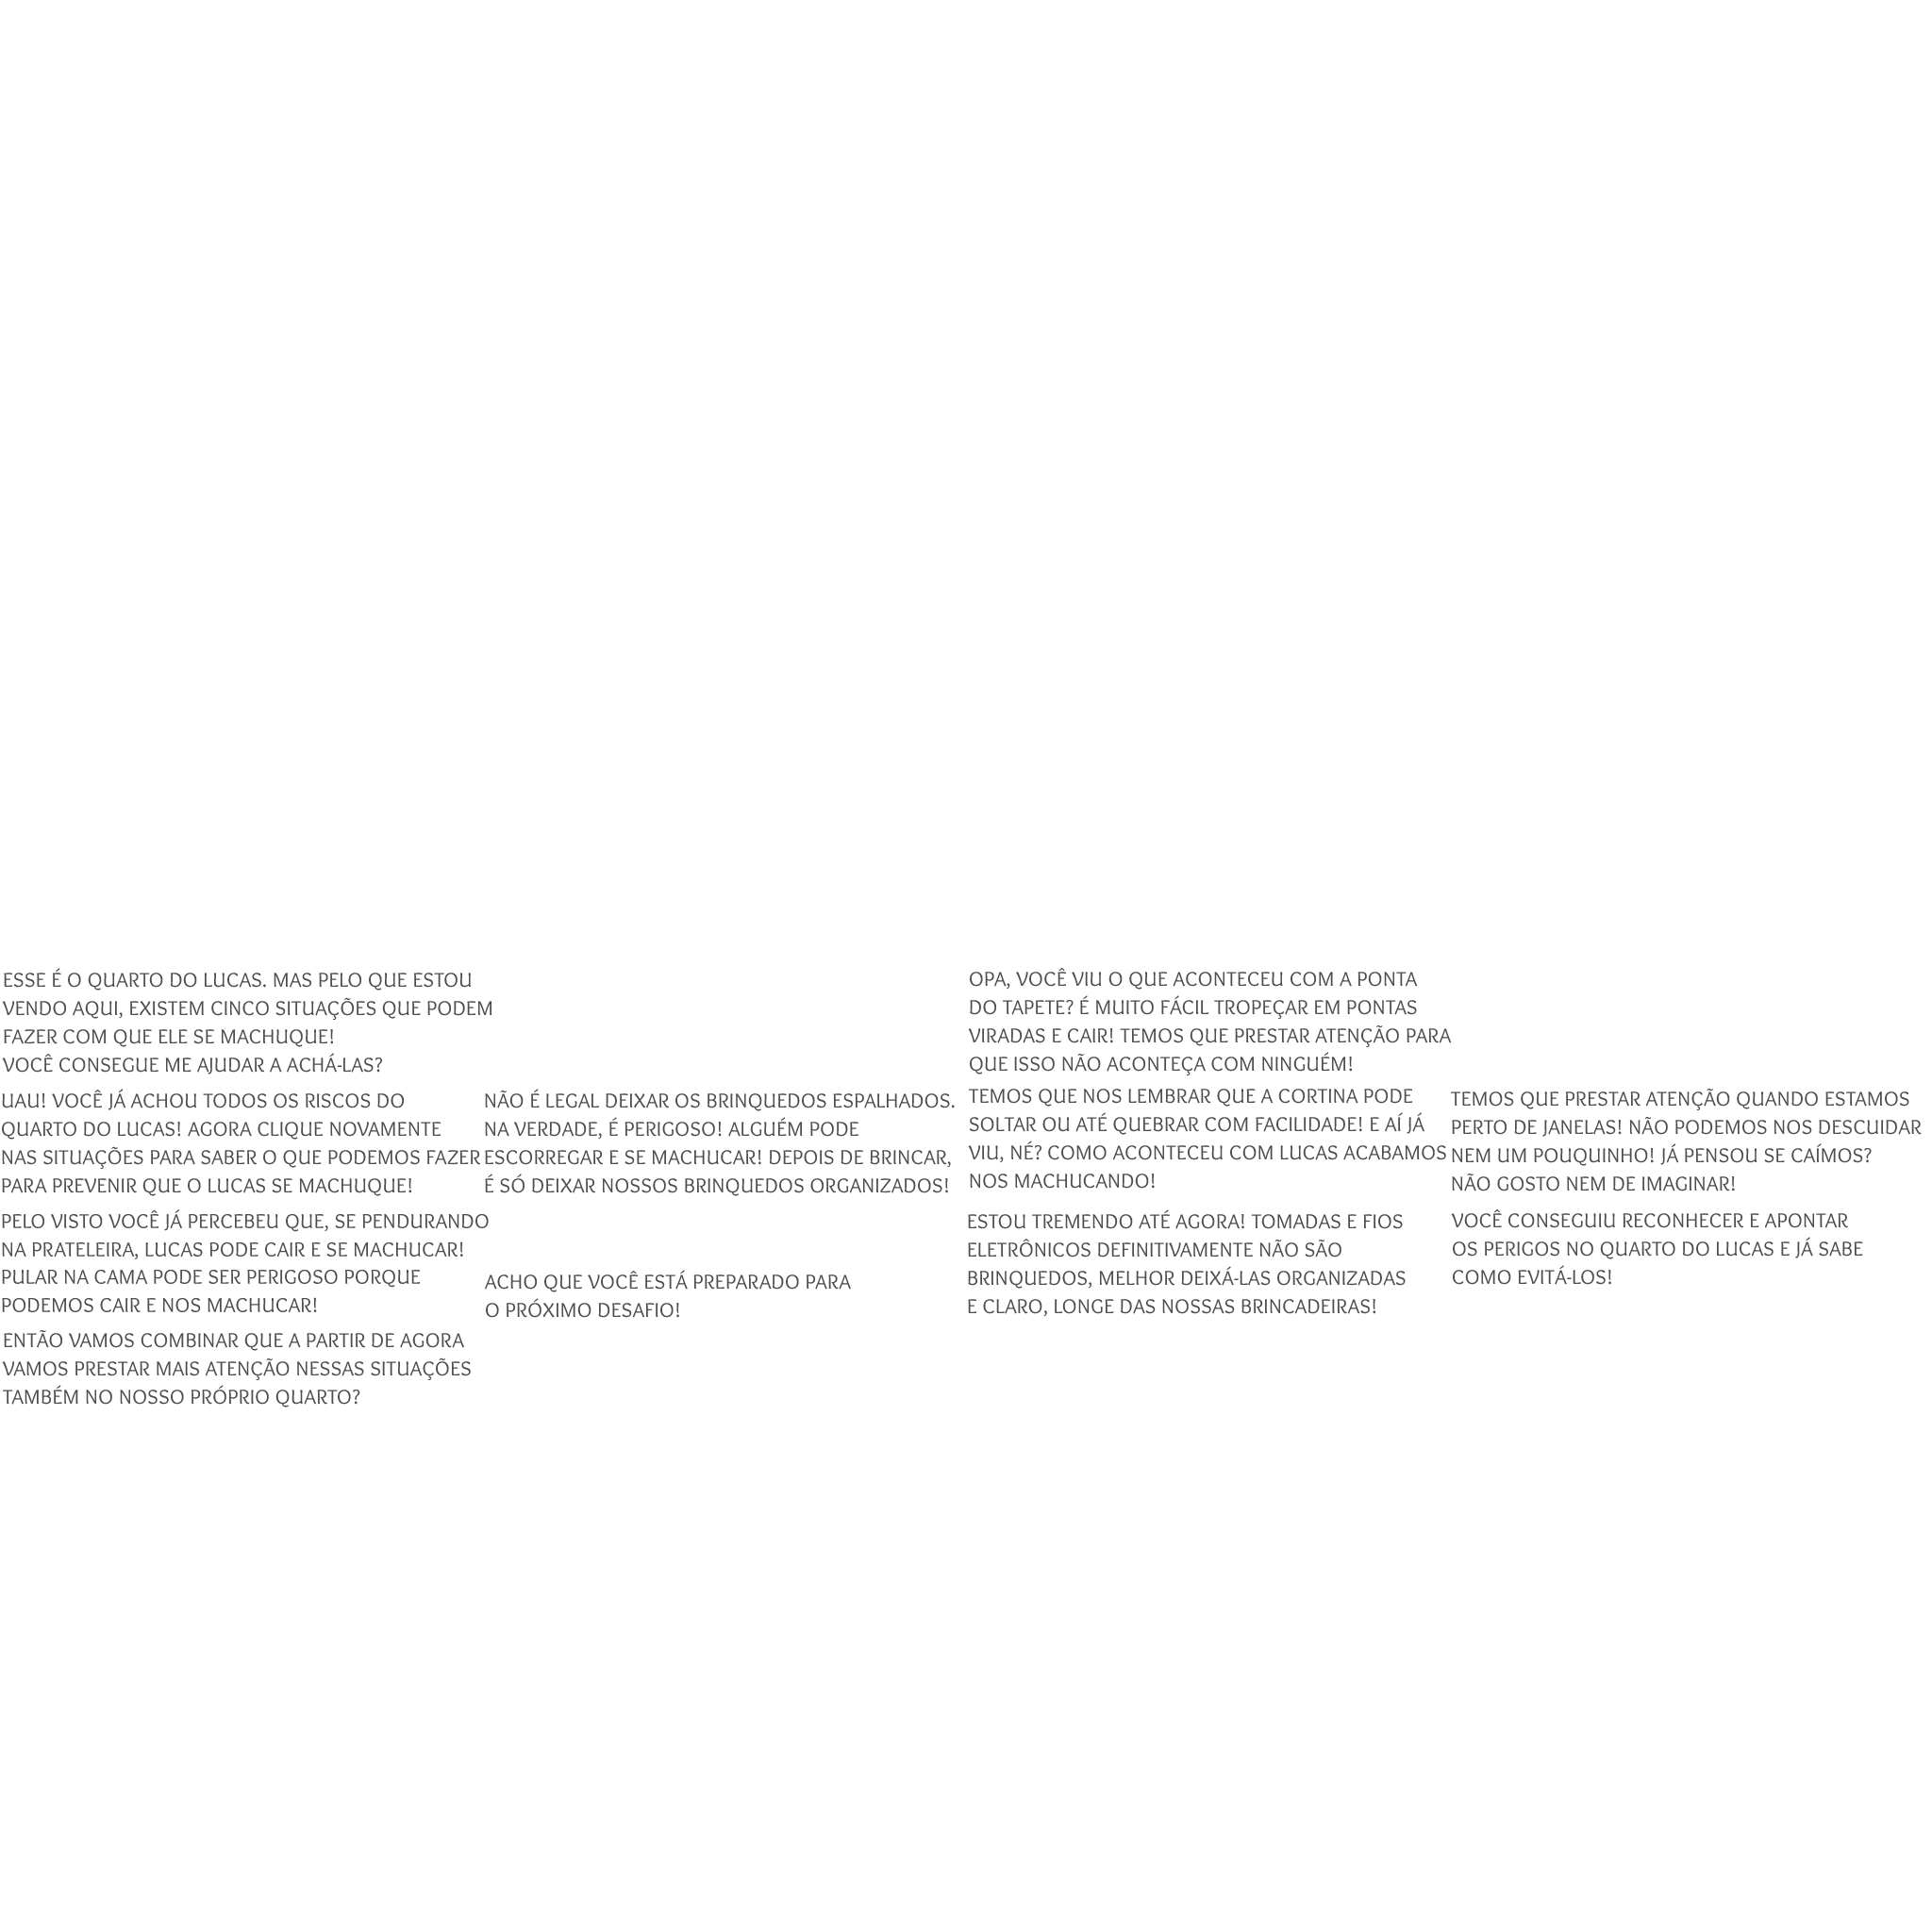 ESSE É O QUARTO DO LUCAS. MAS PELO QUE ESTOU
VENDO AQUI, EXISTEM CINCO SITUAÇÕES QUE PODEM
FAZER COM QUE ELE SE MACHUQUE!
VOCÊ CONSEGUE ME AJUDAR A ACHÁ-LAS?
OPA, VOCÊ VIU O QUE ACONTECEU COM A PONTA
DO TAPETE? É MUITO FÁCIL TROPEÇAR EM PONTAS
VIRADAS E CAIR! TEMOS QUE PRESTAR ATENÇÃO PARA
QUE ISSO NÃO ACONTEÇA COM NINGUÉM!
UAU! VOCÊ JÁ ACHOU TODOS OS RISCOS DO
QUARTO DO LUCAS! AGORA CLIQUE NOVAMENTE
NAS SITUAÇÕES PARA SABER O QUE PODEMOS FAZER
PARA PREVENIR QUE O LUCAS SE MACHUQUE!
NÃO É LEGAL DEIXAR OS BRINQUEDOS ESPALHADOS.
NA VERDADE, É PERIGOSO! ALGUÉM PODE
ESCORREGAR E SE MACHUCAR! DEPOIS DE BRINCAR,
É SÓ DEIXAR NOSSOS BRINQUEDOS ORGANIZADOS!
TEMOS QUE NOS LEMBRAR QUE A CORTINA PODE
SOLTAR OU ATÉ QUEBRAR COM FACILIDADE! E AÍ JÁ
VIU, NÉ? COMO ACONTECEU COM LUCAS ACABAMOS
NOS MACHUCANDO!
TEMOS QUE PRESTAR ATENÇÃO QUANDO ESTAMOS
PERTO DE JANELAS! NÃO PODEMOS NOS DESCUIDAR
NEM UM POUQUINHO! JÁ PENSOU SE CAÍMOS?
NÃO GOSTO NEM DE IMAGINAR!
PELO VISTO VOCÊ JÁ PERCEBEU QUE, SE PENDURANDO
NA PRATELEIRA, LUCAS PODE CAIR E SE MACHUCAR!
PULAR NA CAMA PODE SER PERIGOSO PORQUE
PODEMOS CAIR E NOS MACHUCAR!
ACHO QUE VOCÊ ESTÁ PREPARADO PARA
O PRÓXIMO DESAFIO!
ESTOU TREMENDO ATÉ AGORA! TOMADAS E FIOS
ELETRÔNICOS DEFINITIVAMENTE NÃO SÃO
BRINQUEDOS, MELHOR DEIXÁ-LAS ORGANIZADAS
E CLARO, LONGE DAS NOSSAS BRINCADEIRAS!
VOCÊ CONSEGUIU RECONHECER E APONTAR
OS PERIGOS NO QUARTO DO LUCAS E JÁ SABE
COMO EVITÁ-LOS!
ENTÃO VAMOS COMBINAR QUE A PARTIR DE AGORA
VAMOS PRESTAR MAIS ATENÇÃO NESSAS SITUAÇÕES
TAMBÉM NO NOSSO PRÓPRIO QUARTO?